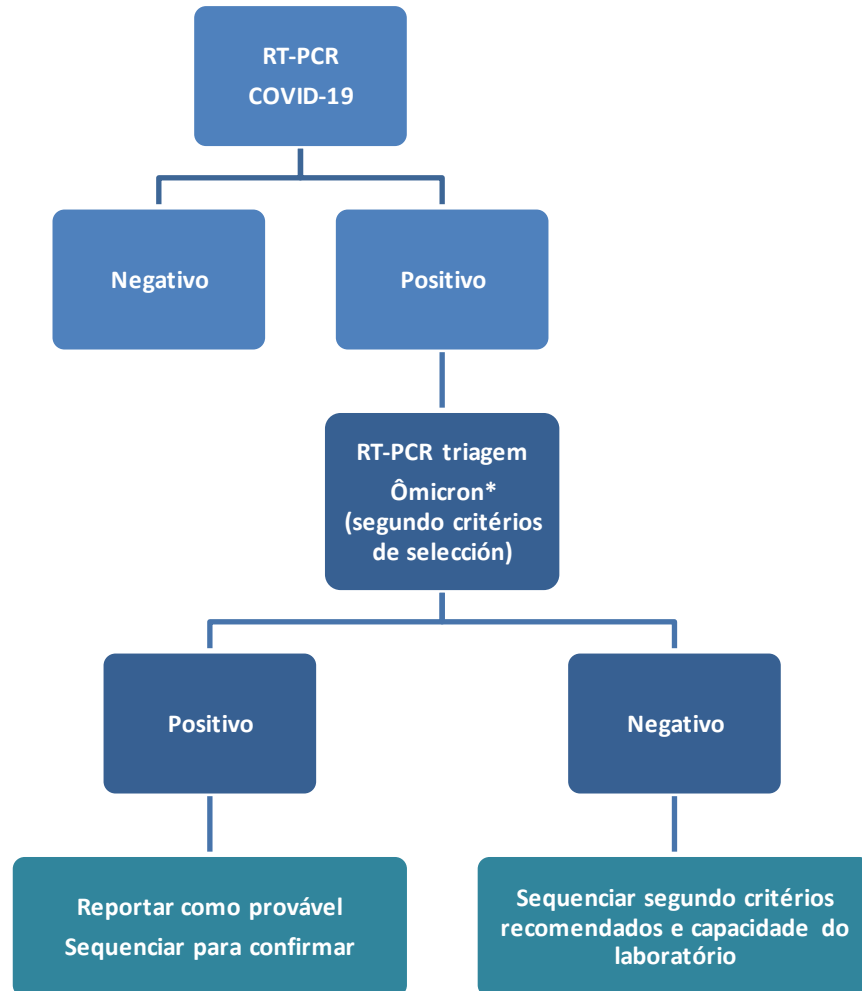 RT-PCR
COVID-19
Negativo
Positivo
RT-PCR triagem
Ômicron*
(segundo critérios
de selección)
Positivo
Negativo
Reportar como provável
Sequenciar para confirmar
Sequenciar segundo critérios
recomendados e capacidade do
laboratório